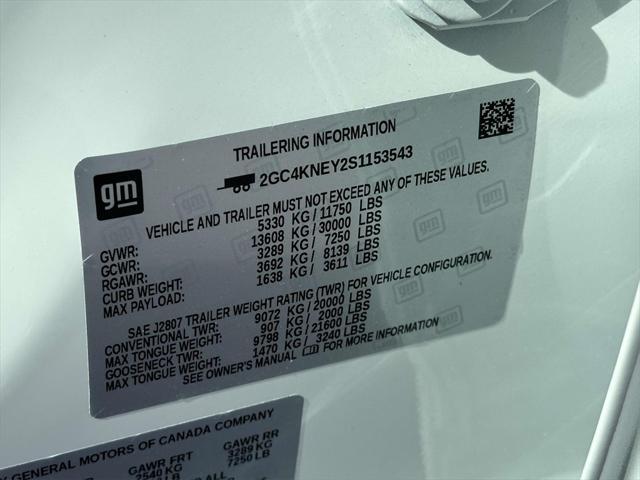 TRAILERING INFORMATION
gm
2GC4KNEY2S1153543
VEHICLE AND TRAILER MUST NOT EXCEED ANY OF THESE VALUES.
GVWR: 5330 KG / 11750 LBS
GCWR: 13608 KG / 30000 LBS
RGAWR: 3289 KG / 7250 LBS
CURB WEIGHT: 3692 KG / 8139 LBS
MAX PAYLOAD: 1638 KG / 3611 LBS
SAE J2807 TRAILER WEIGHT RATING (TWR) FOR VEHICLE CONFIGURATION.
CONVENTIONAL TWR: 9072 KG / 20000 LBS
MAX TONGUE WEIGHT: 907 KG / 2000 LBS
GOOSENECK TWR: 9798 KG / 21600 LBS
MAX TONGUE WEIGHT: 1470 KG / 3240 LBS
SEE OWNER'S MANUAL FOR MORE INFORMATION
GENERAL MOTORS OF CANADA COMPANY
GAWR FRT GAWR RR
2540 KG 3289 KG
7250 LB